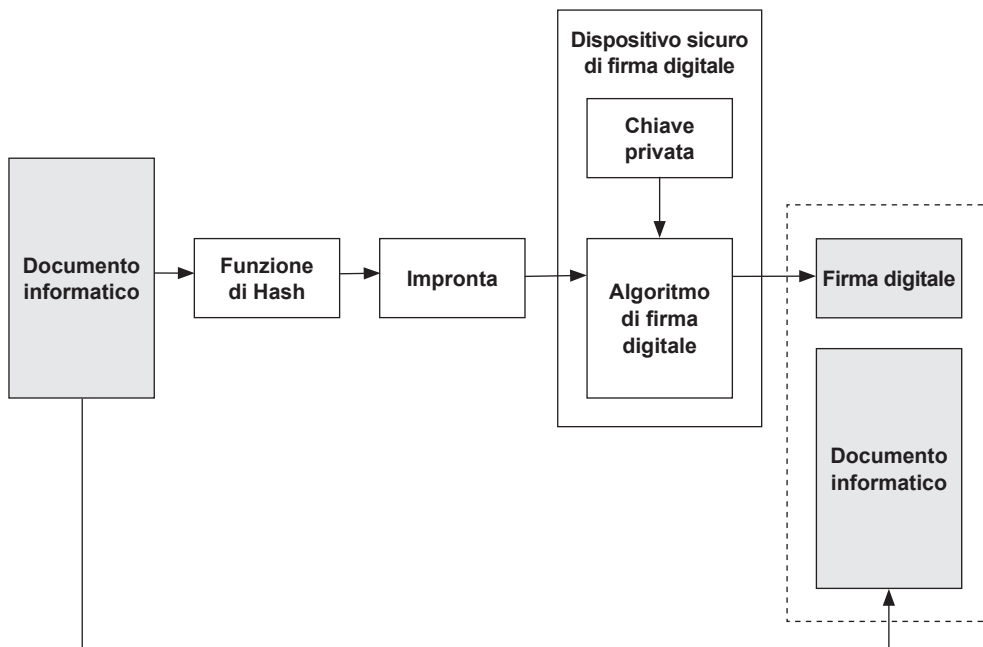 Dispositivo sicuro
di firma digitale
Chiave
privata
Documento
informatico
Funzione
di Hash
Impronta
Algoritmo
di firma
digitale
Firma digitale
Documento
informatico